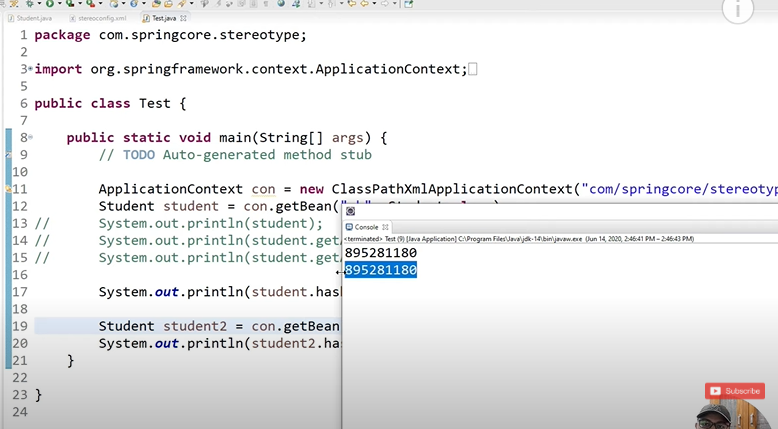 Student.java stereoconfig.xml Test.java
1 package com.springcore.stereotype;
2
3 import org.springframework.context.ApplicationContext;
5
6 public class Test {
7
8 public static void main(String[] args) {
9 // TODO Auto-generated method stub
10
11 ApplicationContext con = new ClassPathXmlApplicationContext("com/springcore/stereotyp
12 Student student = con.getBean(
13 // System.out.println(student);
14 // System.out.println(student.get
15 // System.out.println(student.get
16
17 System.out.println(student.has
18
19 Student student2 = con.getBean
20 System.out.println(student2.ha
21 }
22
23 }
24
Console
<terminated> Test (9) [Java Application] C:\Program Files\Java\jdk-14\bin\javaw.exe (Jun 14, 2020, 2:46:41 PM – 2:46:43 PM)
895281180
895281180
Subscribe